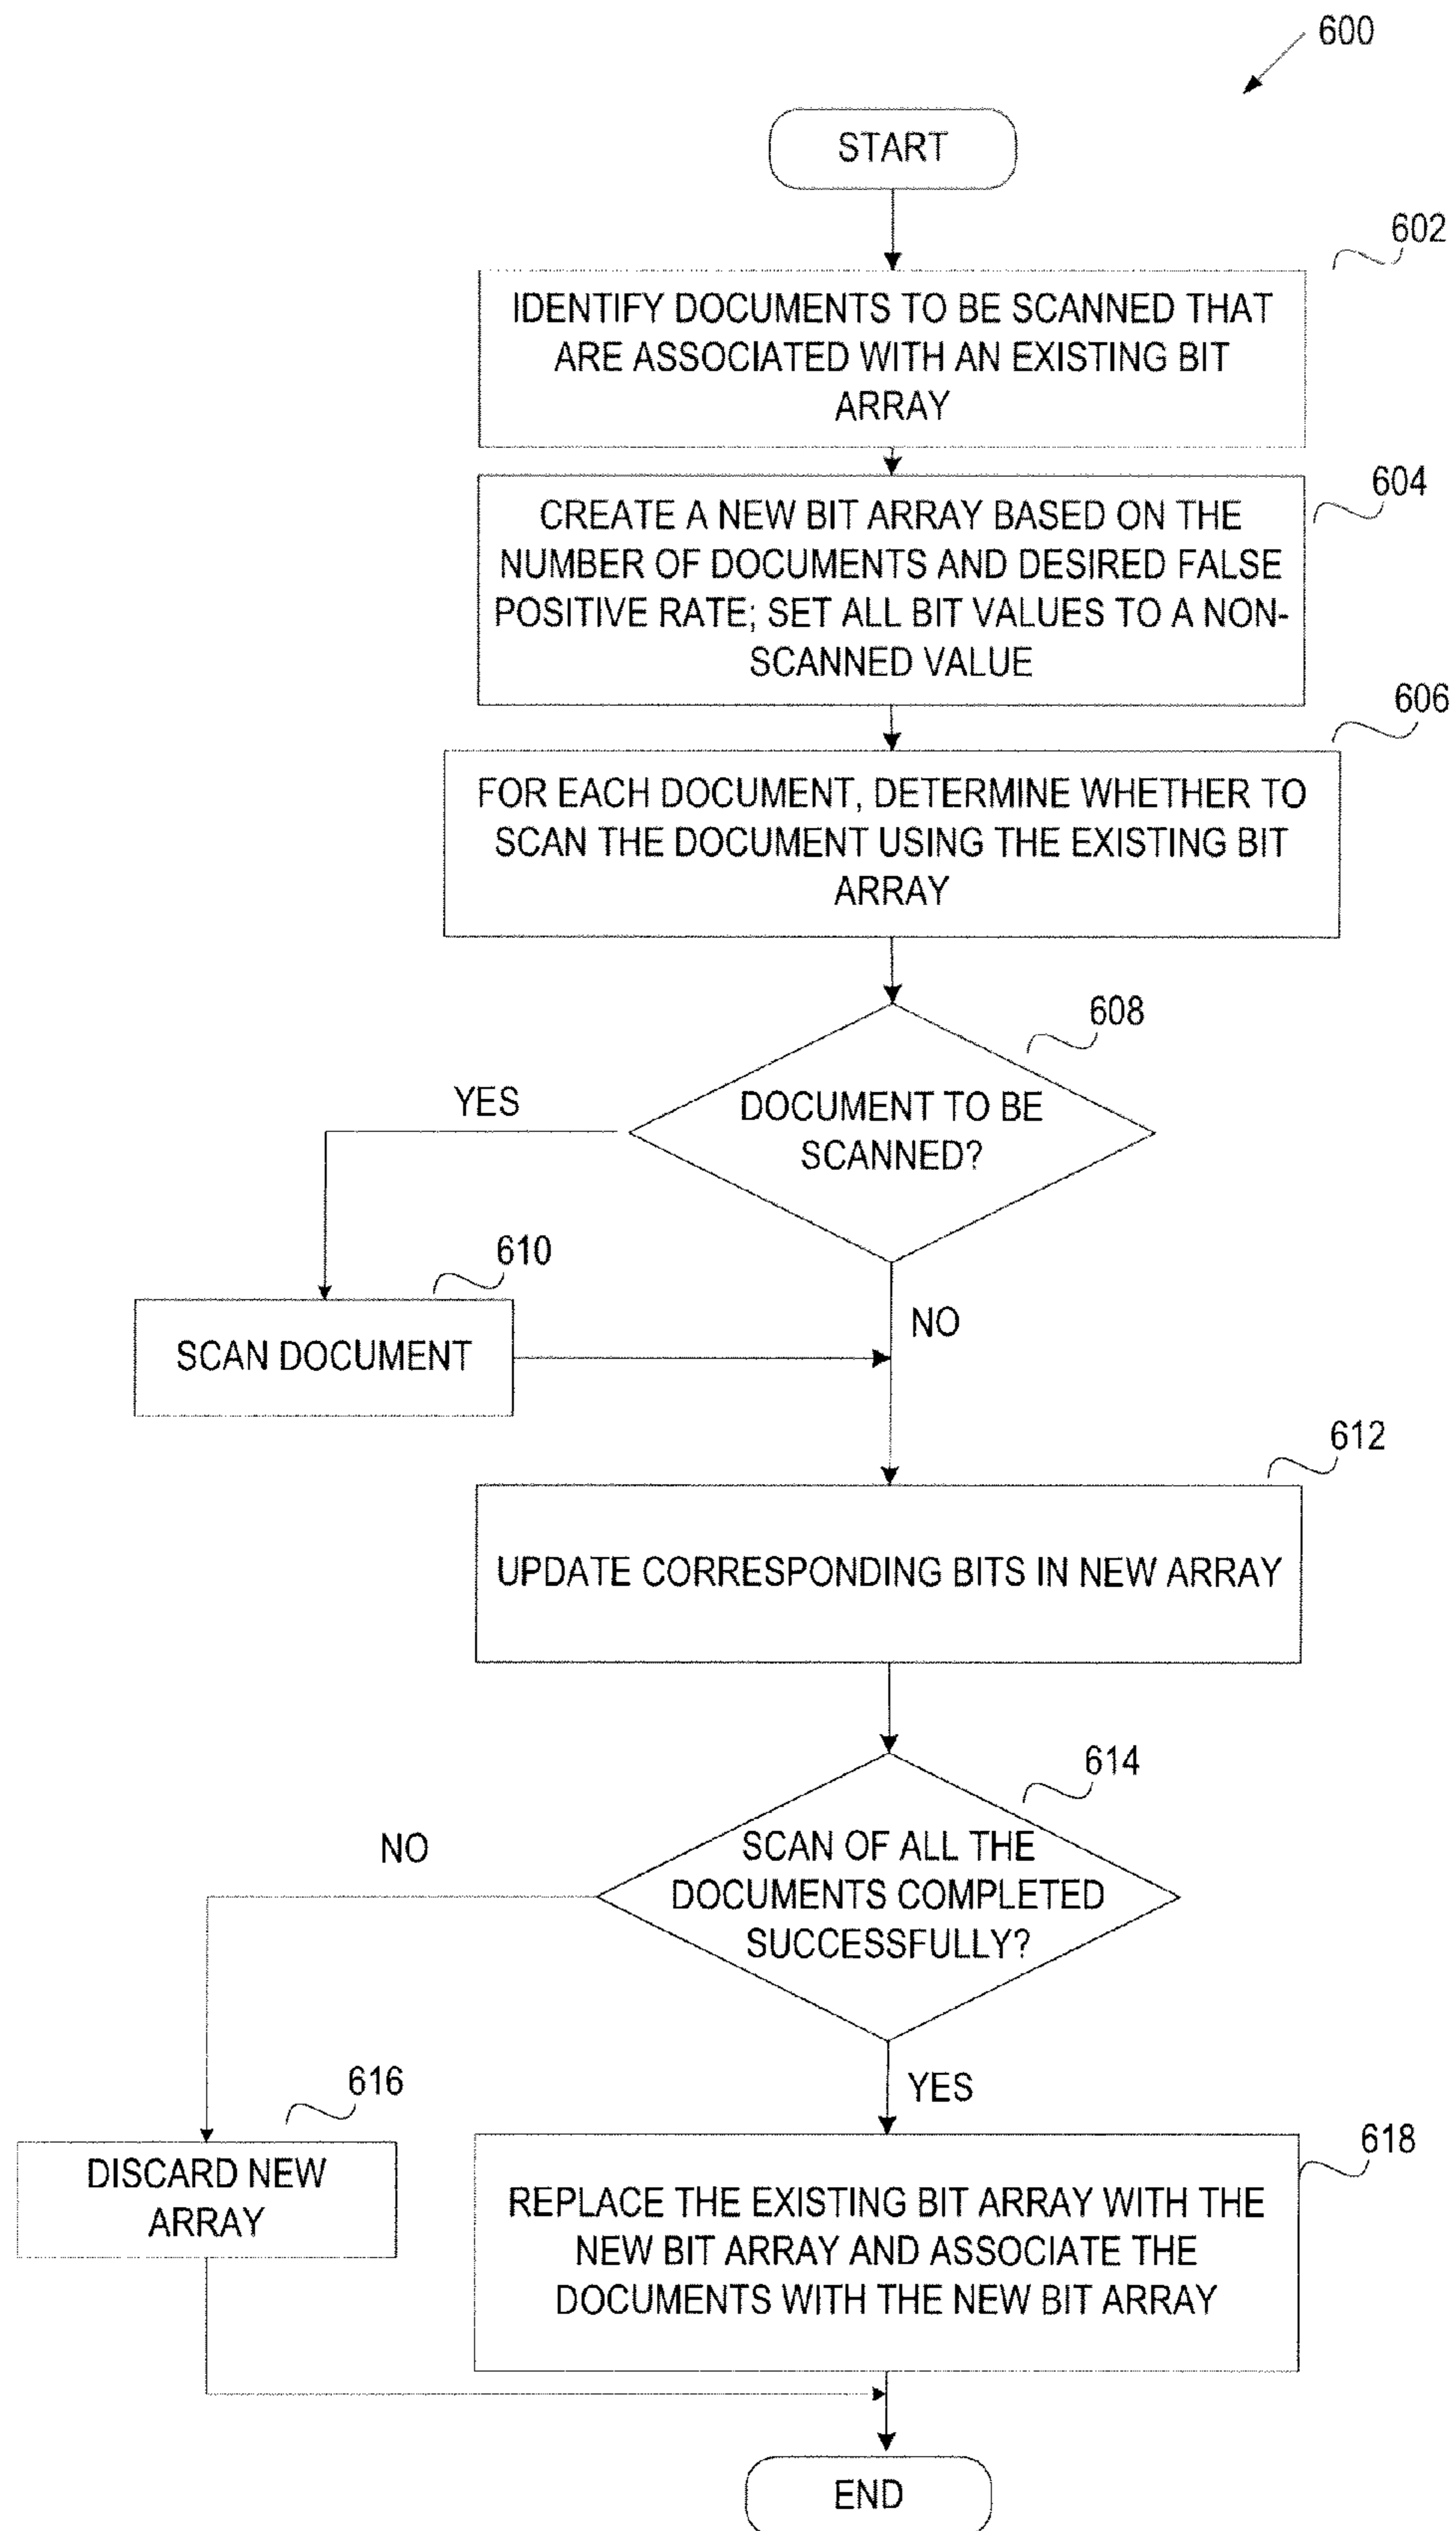 600
START
602
IDENTIFY DOCUMENTS TO BE SCANNED THAT
ARE ASSOCIATED WITH AN EXISTING BIT
ARRAY
604
CREATE A NEW BIT ARRAY BASED ON THE
NUMBER OF DOCUMENTS AND DESIRED FALSE
POSITIVE RATE; SET ALL BIT VALUES TO A NON-
SCANNED VALUE
606
FOR EACH DOCUMENT, DETERMINE WHETHER TO
SCAN THE DOCUMENT USING THE EXISTING BIT
ARRAY
608
DOCUMENT TO BE
SCANNED?
YES
610
SCAN DOCUMENT
NO
612
UPDATE CORRESPONDING BITS IN NEW ARRAY
614
SCAN OF ALL THE
DOCUMENTS COMPLETED
SUCCESSFULLY?
NO
YES
616
DISCARD NEW
ARRAY
618
REPLACE THE EXISTING BIT ARRAY WITH THE
NEW BIT ARRAY AND ASSOCIATE THE
DOCUMENTS WITH THE NEW BIT ARRAY
END